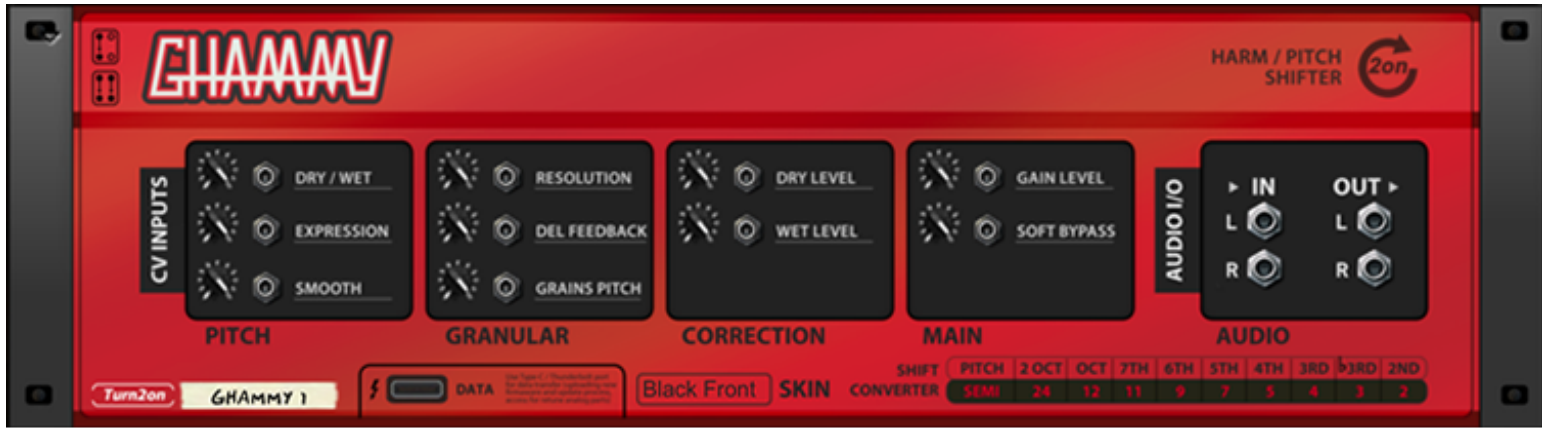 GHAMMY
HARM / PITCH
SHIFTER
2on
CV INPUTS
DRY / WET
EXPRESSION
SMOOTH
PITCH
RESOLUTION
DEL FEEDBACK
GRAINS PITCH
GRANULAR
DRY LEVEL
WET LEVEL
CORRECTION
GAIN LEVEL
SOFT BYPASS
MAIN
AUDIO I/O
IN OUT
L L
R R
AUDIO
Turn2on
GHAMMY 1
DATA
Black Front SKIN
SHIFT PITCH 2 OCT OCT 7TH 6TH 5TH 4TH 3RD b3RD 2ND
CONVERTER SEMI 24 12 11 9 7 5 4 3 2